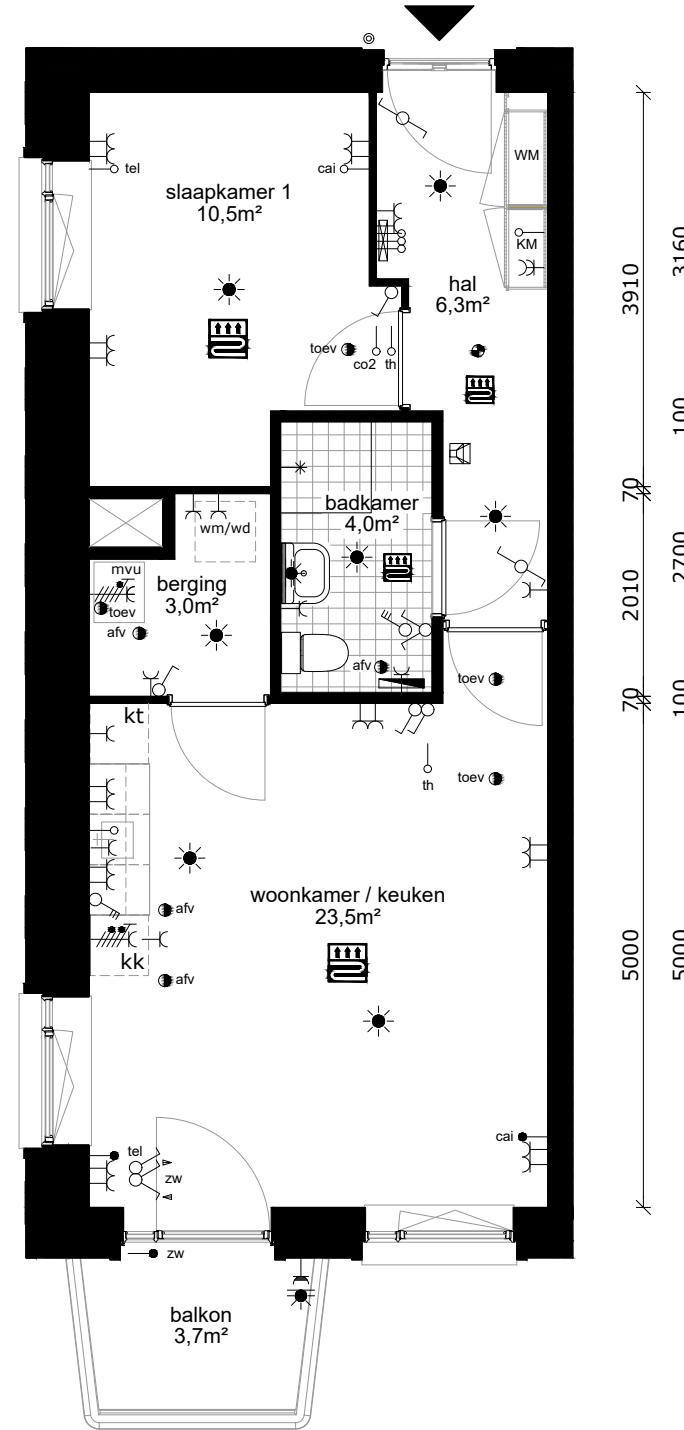 tel
cai
slaapkamer 1
10,5m²
WM
KM
hal
6,3m²
toev
co2
th
badkamer
4,0m²
wm/wd
mvu
berging
3,0m²
toev
afv
afv
toev
kt
th
toev
woonkamer / keuken
23,5m²
afv
kk
afv
cai
tel
zw
zw
balkon
3,7m²
3910
70
2010
70
5000
3160
100
2700
100
5000